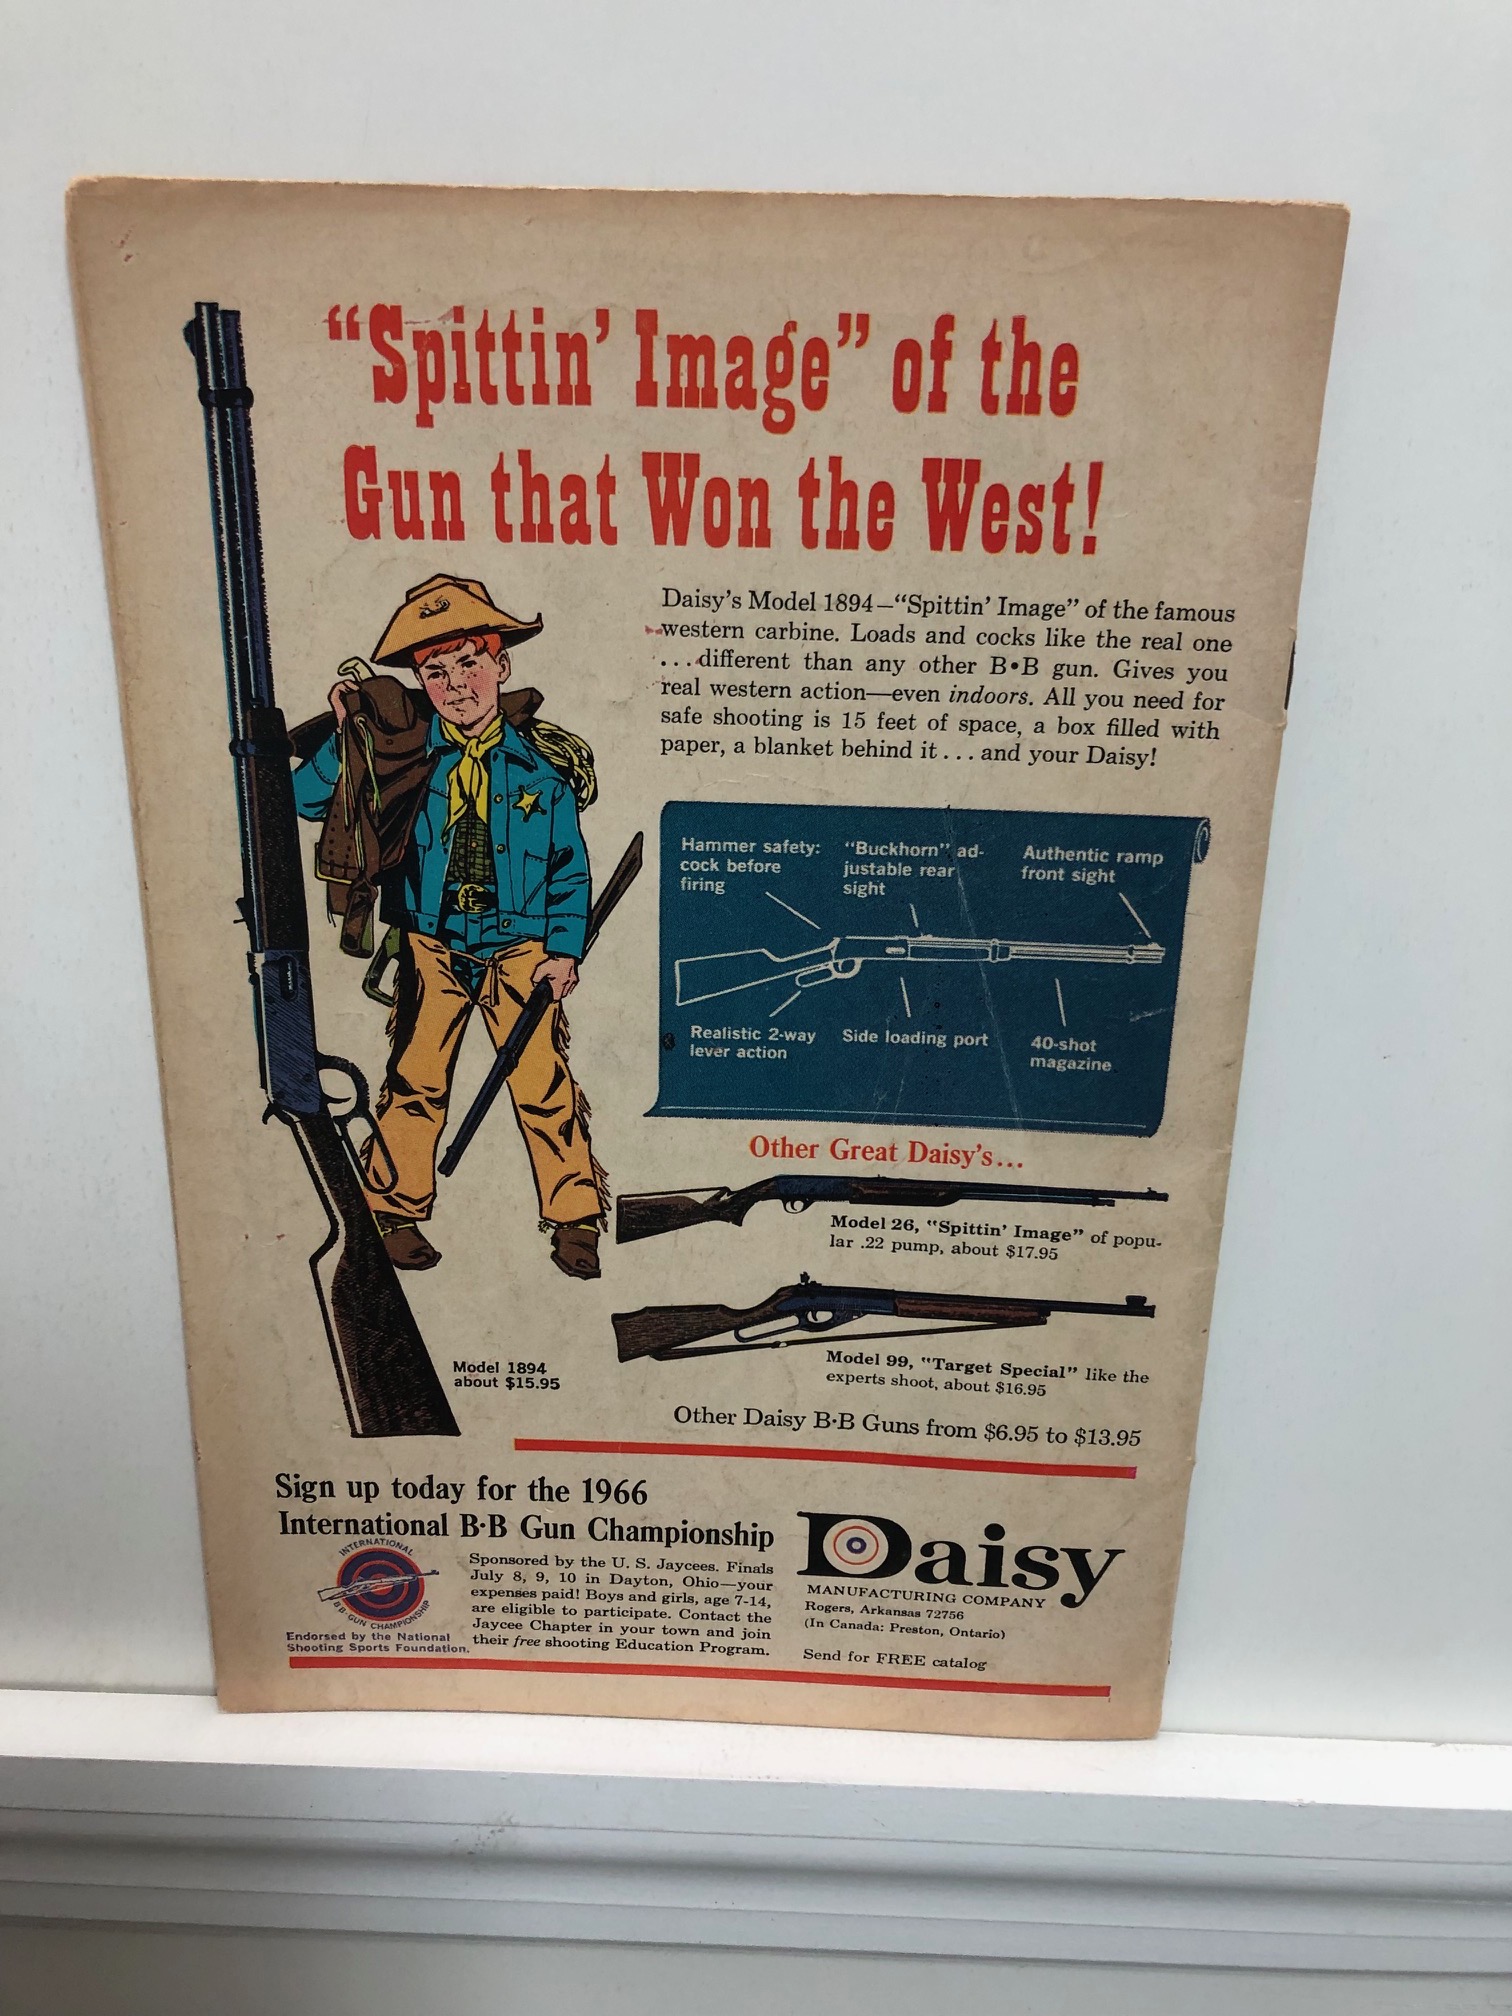 “Spittin’ Image” of the
Gun that Won the West!
Daisy’s Model 1894—“Spittin’ Image” of the famous
western carbine. Loads and cocks like the real one
...different than any other B•B gun. Gives you
real western action—even indoors. All you need for
safe shooting is 15 feet of space, a box filled with
paper, a blanket behind it...and your Daisy!
Hammer safety:
cock before
firing
“Buckhorn” ad-
justable rear
sight
Authentic ramp
front sight
Realistic 2-way
lever action
Side loading port
40-shot
magazine
Other Great Daisy’s...
Model 26, “Spittin’ Image” of popu-
lar .22 pump, about $17.95
Model 99, “Target Special” like the
experts shoot, about $16.95
Model 1894
about $15.95
Other Daisy B·B Guns from $6.95 to $13.95
Sign up today for the 1966
International B·B Gun Championship
INTERNATIONAL
BB·GUN CHAMPIONSHIP
Endorsed by the National
Shooting Sports Foundation.
Sponsored by the U. S. Jaycees. Finals
July 8, 9, 10 in Dayton, Ohio—your
expenses paid! Boys and girls, age 7-14,
are eligible to participate. Contact the
Jaycee Chapter in your town and join
their free shooting Education Program.
Daisy
MANUFACTURING COMPANY
Rogers, Arkansas 72756
(In Canada: Preston, Ontario)
Send for FREE catalog